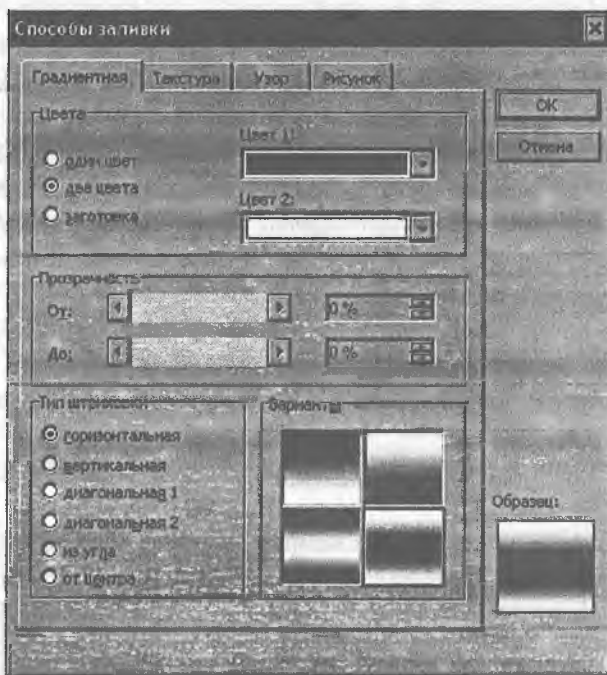 Способы заливки
Градиентная Текстура Узор Рисунок
Цвета
один цвет
два цвета
заготовка
Цвет 1:
Цвет 2:
OK
Отмена
Прозрачность
От: 0 %
До: 0 %
Тип штриховки
горизонтальная
вертикальная
диагональная 1
диагональная 2
из угла
от центра
Варианты
Образец: